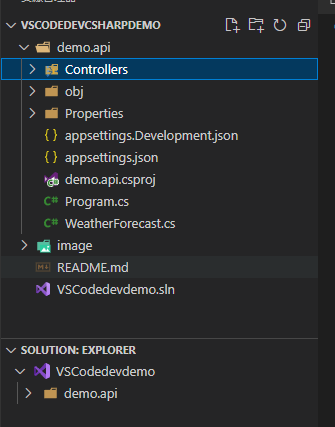 VSCODEDEVCSHARPDEMO
demo.api
Controllers
obj
Properties
appsettings.Development.json
appsettings.json
demo.api.csproj
Program.cs
WeatherForecast.cs
image
README.md
VSCodedevdemo.sln
SOLUTION: EXPLORER
VSCodedevdemo
demo.api